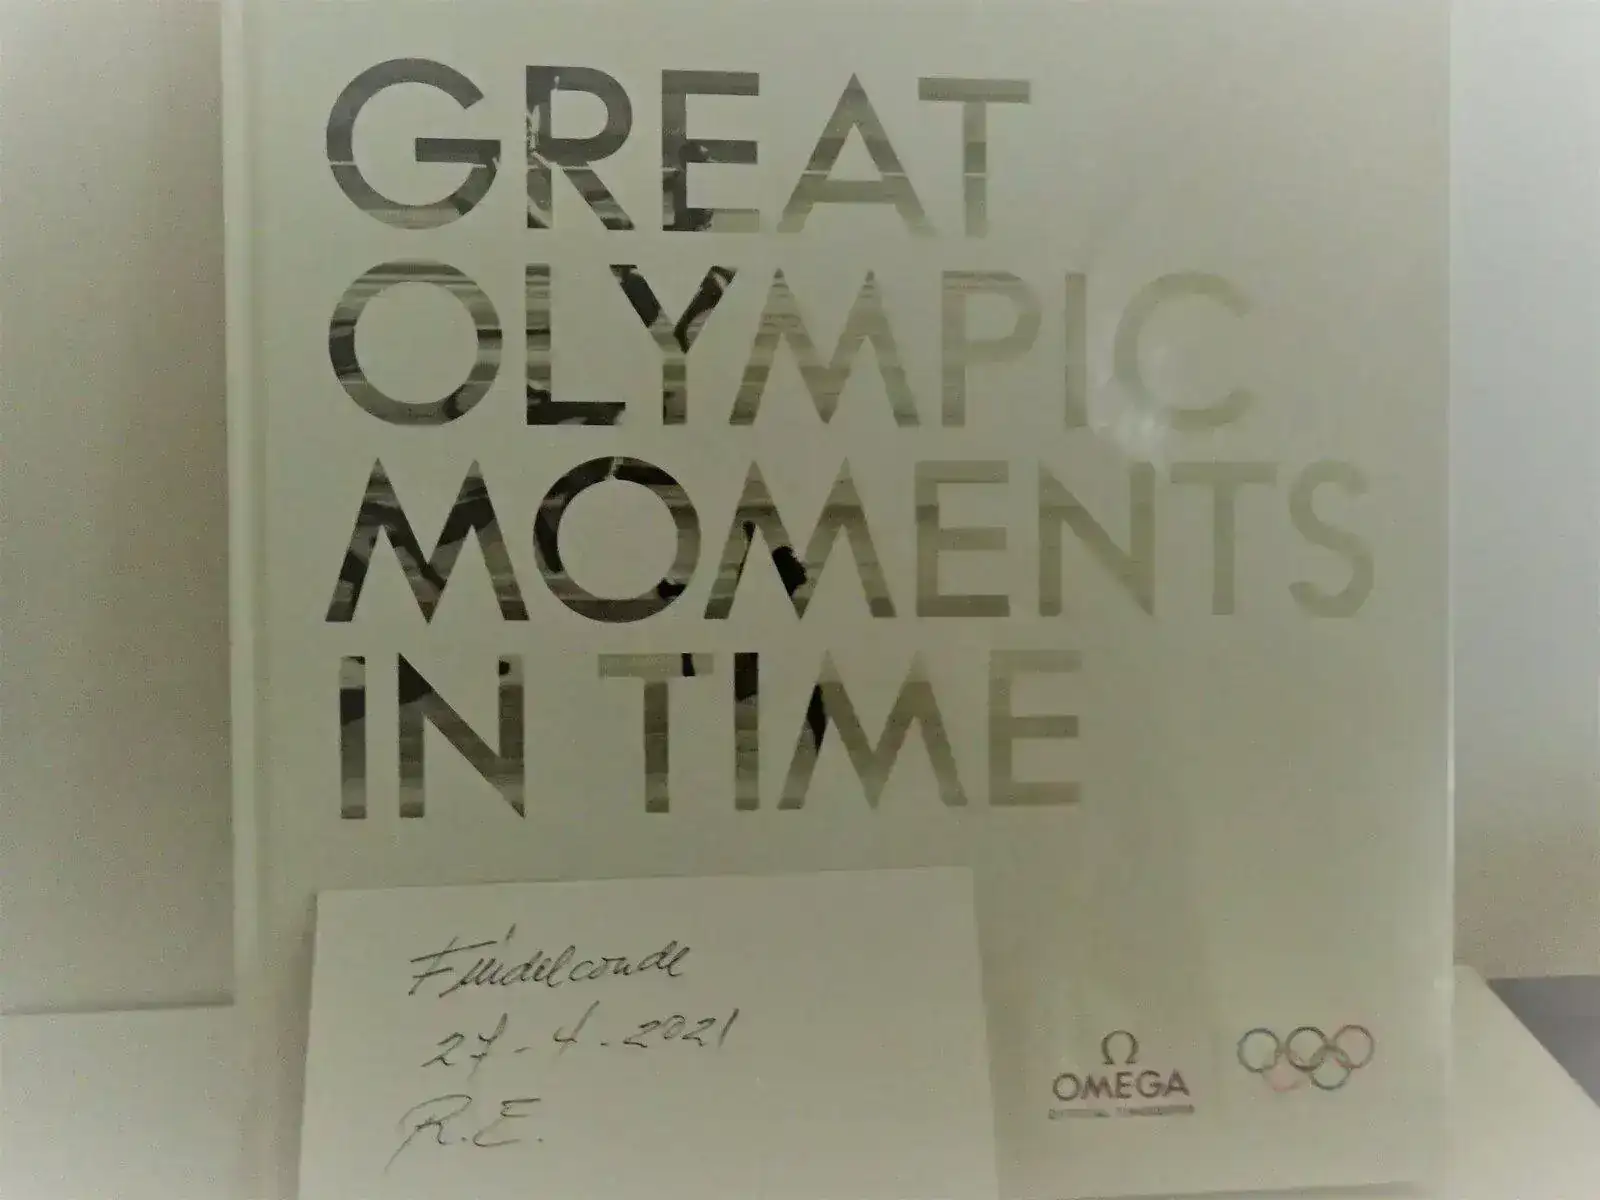 GREAT
OLYMPIC
MOMENTS
IN TIME
27-4-2021
R.E.
Ω
OMEGA